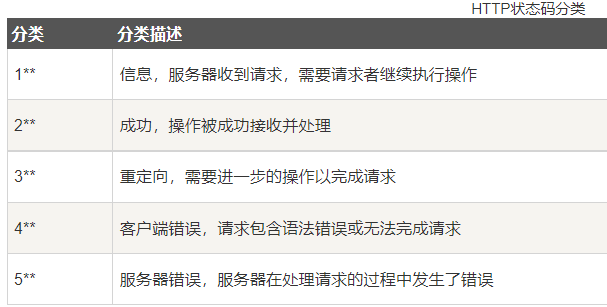 HTTP状态码分类
分类 分类描述
1** 信息，服务器收到请求，需要请求者继续执行操作
2** 成功，操作被成功接收并处理
3** 重定向，需要进一步的操作以完成请求
4** 客户端错误，请求包含语法错误或无法完成请求
5** 服务器错误，服务器在处理请求的过程中发生了错误